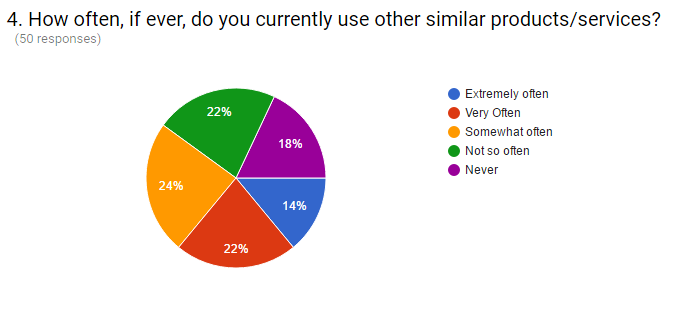 4. How often, if ever, do you currently use other similar products/services?
(50 responses)
Extremely often
Very Often
Somewhat often
Not so often
Never
22%
18%
24%
14%
22%